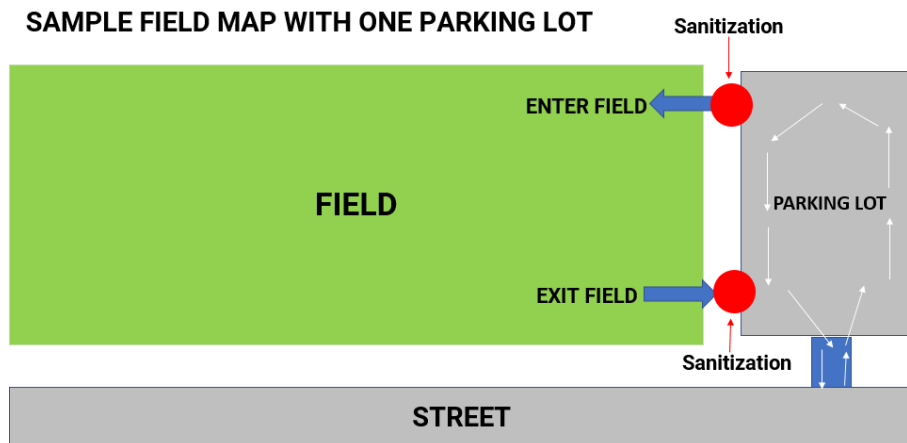 SAMPLE FIELD MAP WITH ONE PARKING LOT
Sanitization
ENTER FIELD
FIELD
PARKING LOT
EXIT FIELD
Sanitization
STREET